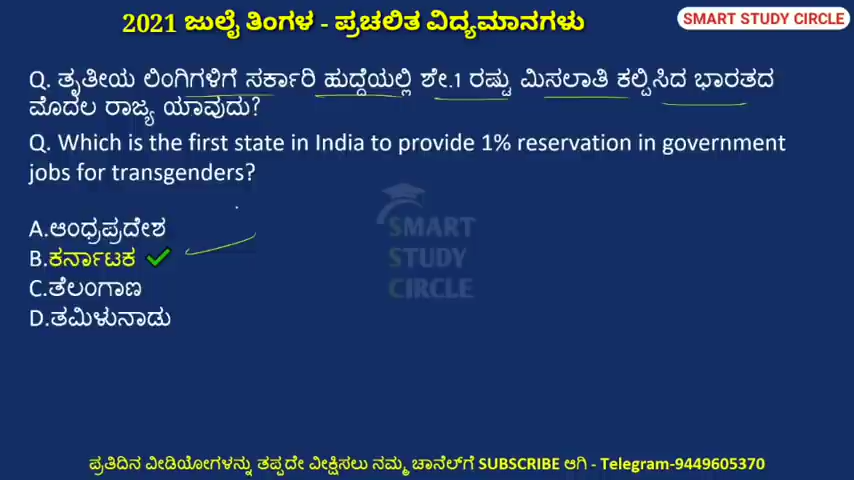 2021 ಜುಲೈ ತಿಂಗಳ - ಪ್ರಚಲಿತ ವಿದ್ಯಮಾನಗಳು
SMART STUDY CIRCLE
Q. ತೃತೀಯ ಲಿಂಗಿಗಳಿಗೆ ಸರ್ಕಾರಿ ಹುದ್ದೆಯಲ್ಲಿ ಶೇ.1 ರಷ್ಟು ಮಿಸಲಾತಿ ಕಲ್ಪಿಸಿದ ಭಾರತದ
ಮೊದಲ ರಾಜ್ಯ ಯಾವುದು?
Q. Which is the first state in India to provide 1% reservation in government
jobs for transgenders?
A.ಆಂಧ್ರಪ್ರದೇಶ
B.ಕರ್ನಾಟಕ
C.ತೆಲಂಗಾಣ
D.ತಮಿಳುನಾಡು
SMART
STUDY
CIRCLE
ಪ್ರತಿದಿನ ವೀಡಿಯೋಗಳನ್ನು ತಪ್ಪದೇ ವೀಕ್ಷಿಸಲು ನಮ್ಮ ಚಾನೆಲ್‌ಗೆ SUBSCRIBE ಆಗಿ - Telegram-9449605370